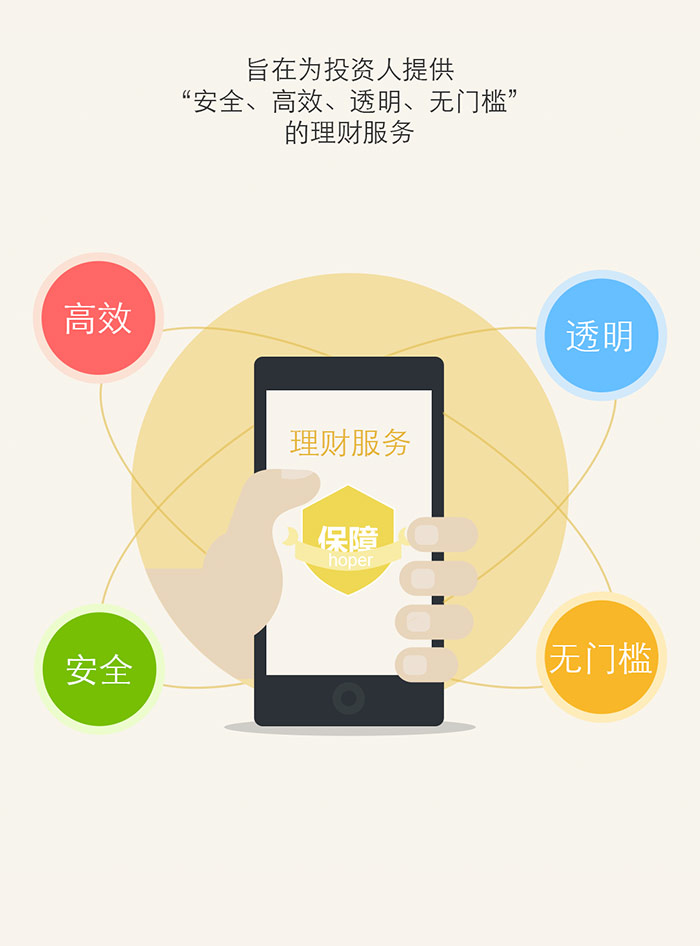 旨在为投资人提供
“安全、高效、透明、无门槛”
的理财服务
高效
透明
理财服务
保障
hoper
安全
无门槛